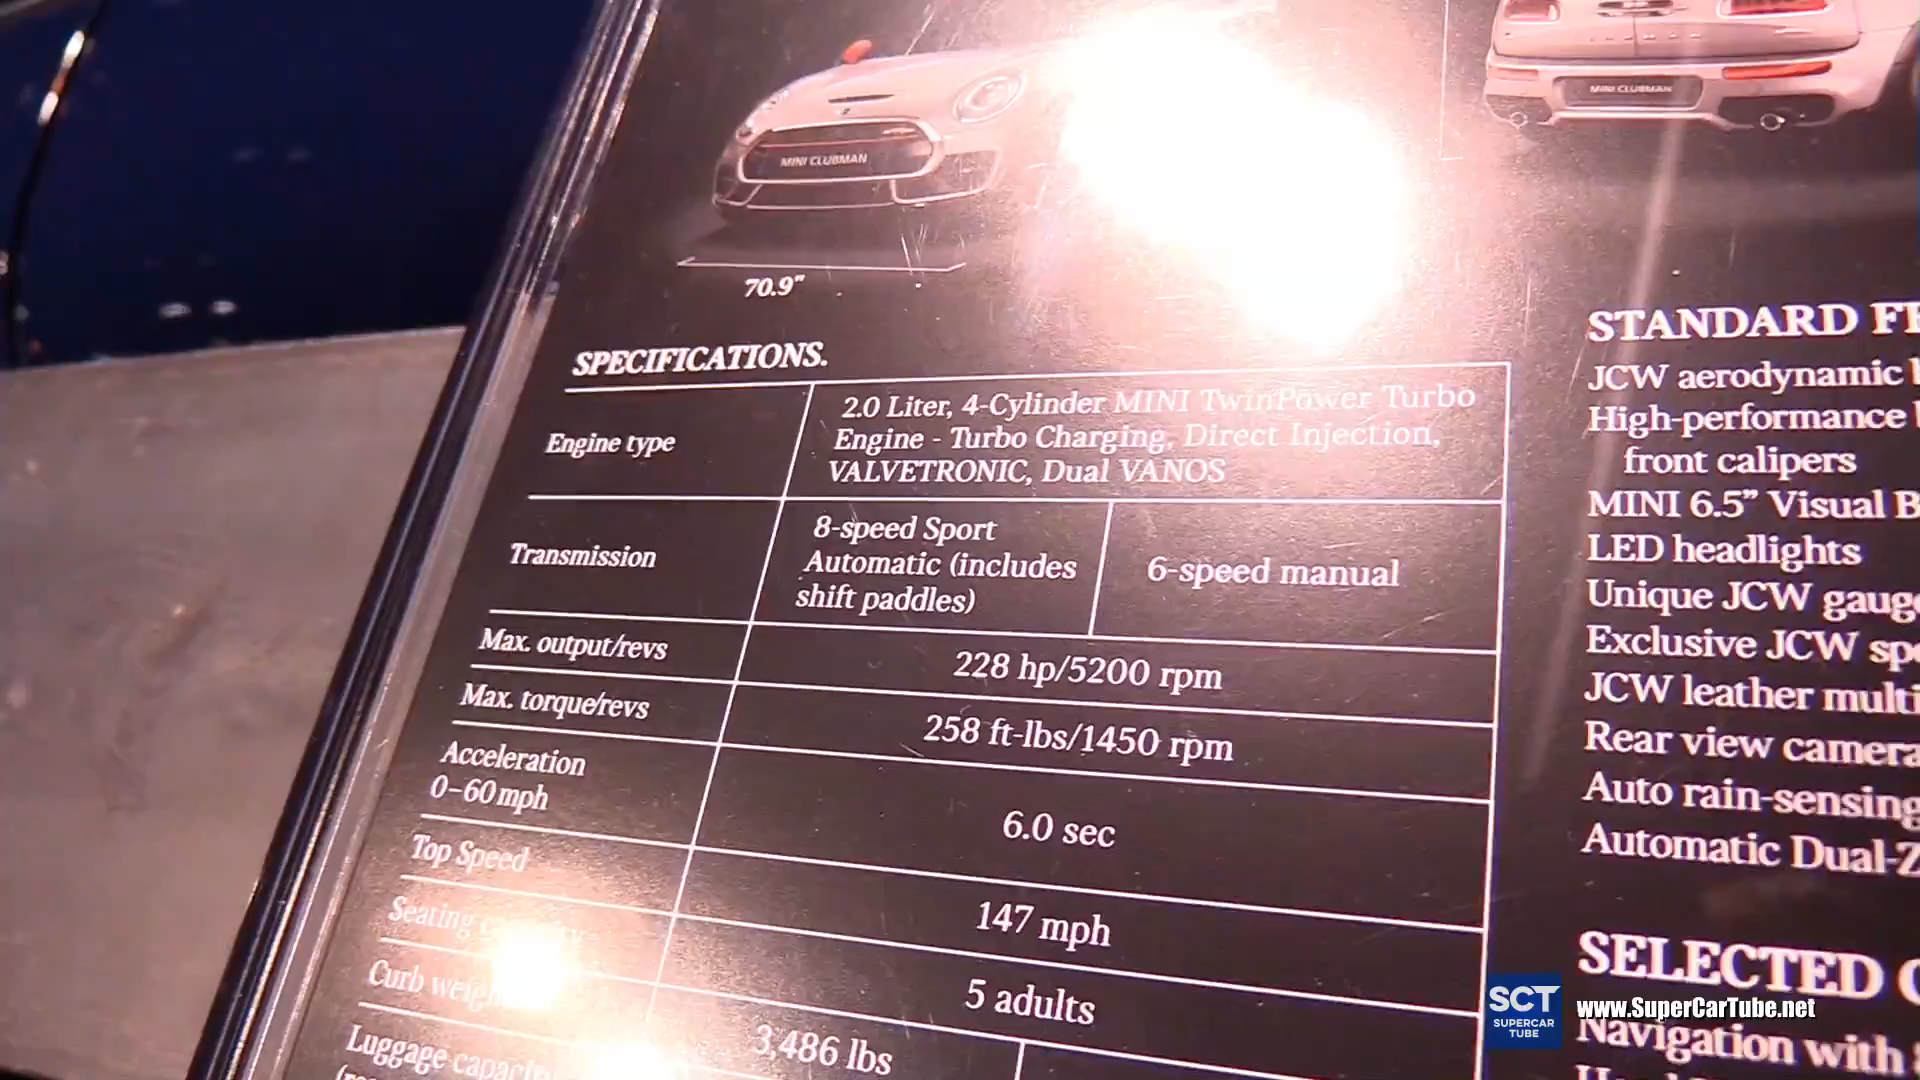 MINI CLUBMAN
MINI CLUBMAN
70.9"
SPECIFICATIONS.
Engine type
2.0 Liter, 4-Cylinder MINI TwinPower Turbo
Engine - Turbo Charging, Direct Injection,
VALVETRONIC, Dual VANOS
Transmission
8-speed Sport
Automatic (includes
shift paddles)
6-speed manual
Max. output/revs
228 hp/5200 rpm
Max. torque/revs
258 ft-lbs/1450 rpm
Acceleration
0-60 mph
6.0 sec
Top Speed
147 mph
Seating
5 adults
Curb
3,486 lbs
Luggage
STANDARD
JCW aerodynamic
High-performance
front calipers
MINI 6.5" Visual
LED headlights
Unique JCW
Exclusive JCW
JCW leather
Rear view camera
Auto rain-sensing
Automatic
SELECTED
Navigation with
SCT
SUPERCAR
TUBE
www.SuperCarTube.net